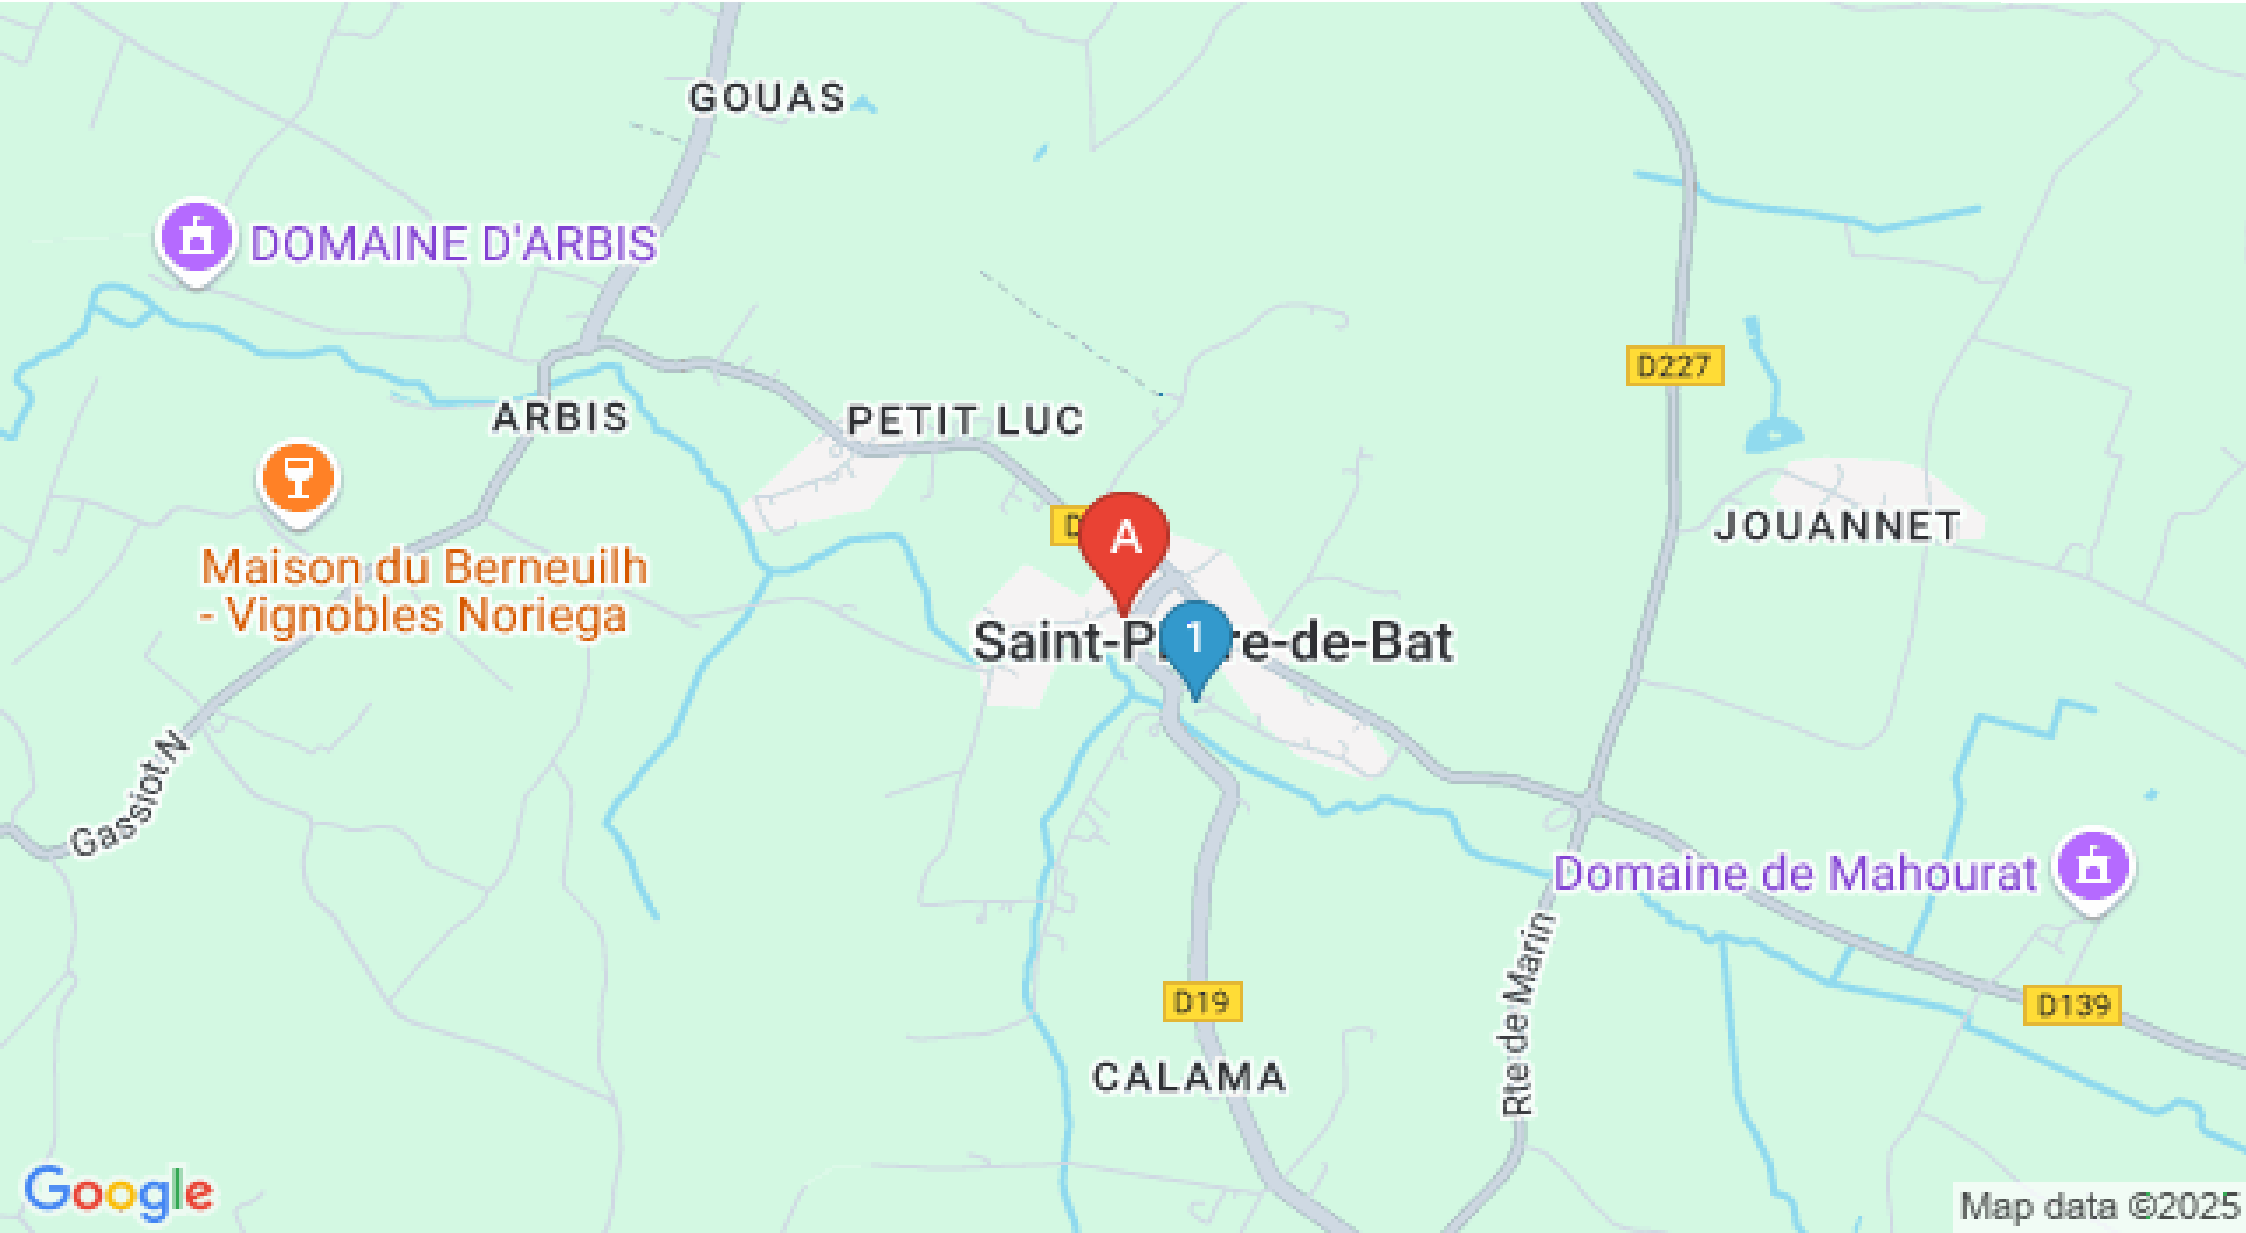 GOUAS
DOMAINE D'ARBIS
D227
ARBIS
PETIT LUC
JOUANNET
A
Maison du Berneuilh
- Vignobles Noriega
1
Gassiot N
Domaine de Mahourat
Rte de Marin
D19
D139
CALAMA
Google
Map data ©2025